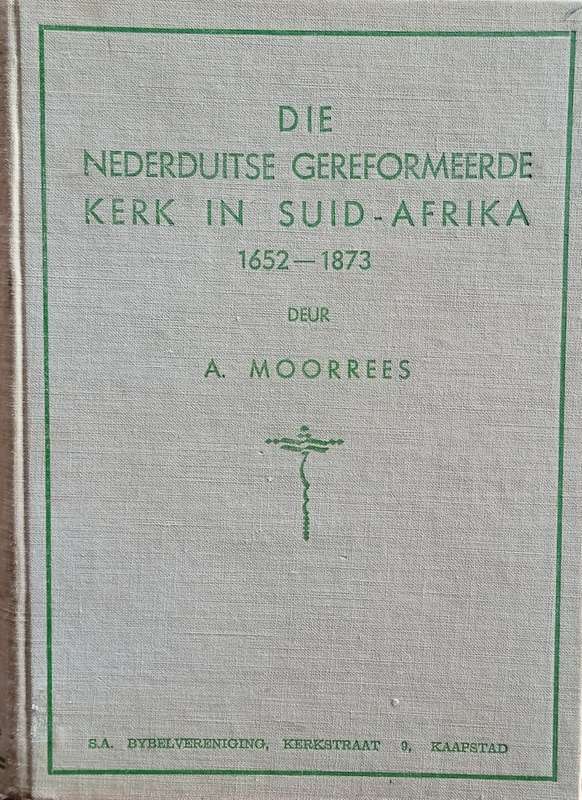 DIE
NEDERDUITSE GEREFORMEERDE
KERK IN SUID-AFRIKA
1652—1873
DEUR
A. MOORREES
S.A. BYBELVERENIGING, KERKSTRAAT 9, KAAPSTAD